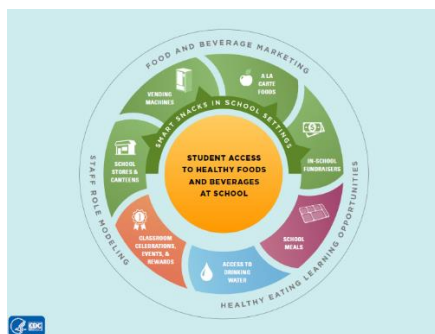 FOOD AND BEVERAGE MARKETING
VENDING
MACHINES
A LA
CARTE
FOODS
SMART SNACKS IN SCHOOL SETTINGS
SCHOOL
STORES &
CANTEENS
IN-SCHOOL
FUNDRAISERS
STUDENT ACCESS
TO HEALTHY FOODS
AND BEVERAGES
AT SCHOOL
STAFF ROLE MODELING
CLASSROOM
CELEBRATIONS,
EVENTS, &
REWARDS
SCHOOL
MEALS
ACCESS TO
DRINKING
WATER
HEALTHY EATING LEARNING OPPORTUNITIES
CDC